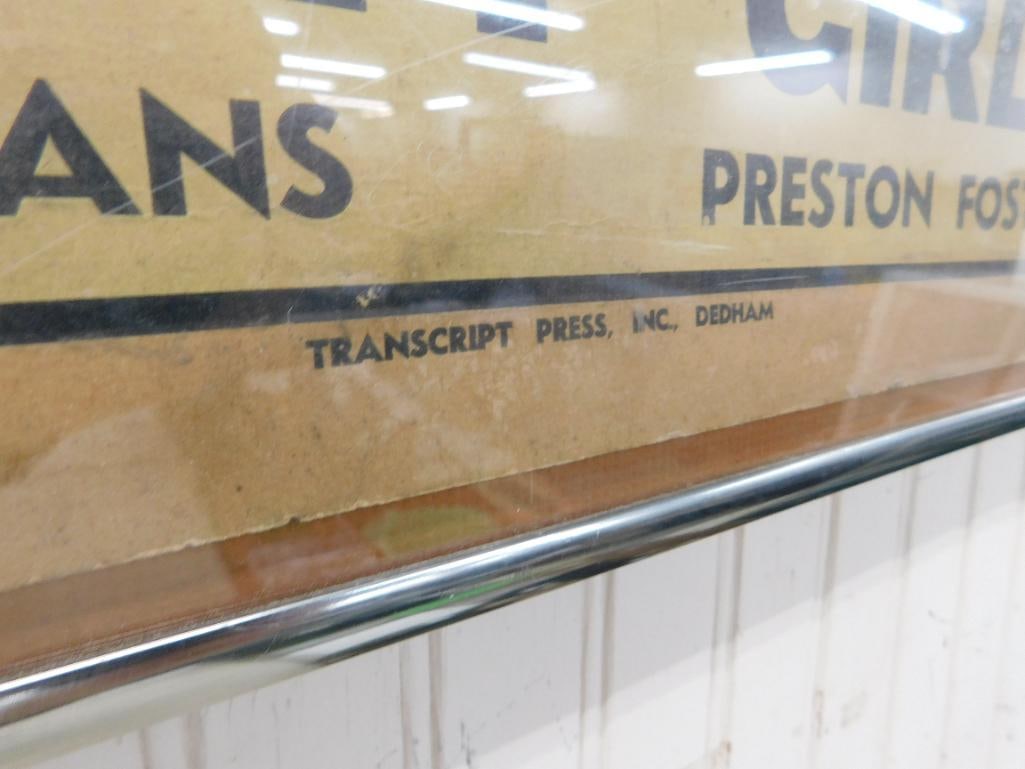 GIRL
ANS
PRESTON FOS
TRANSCRIPT PRESS, INC., DEDHAM